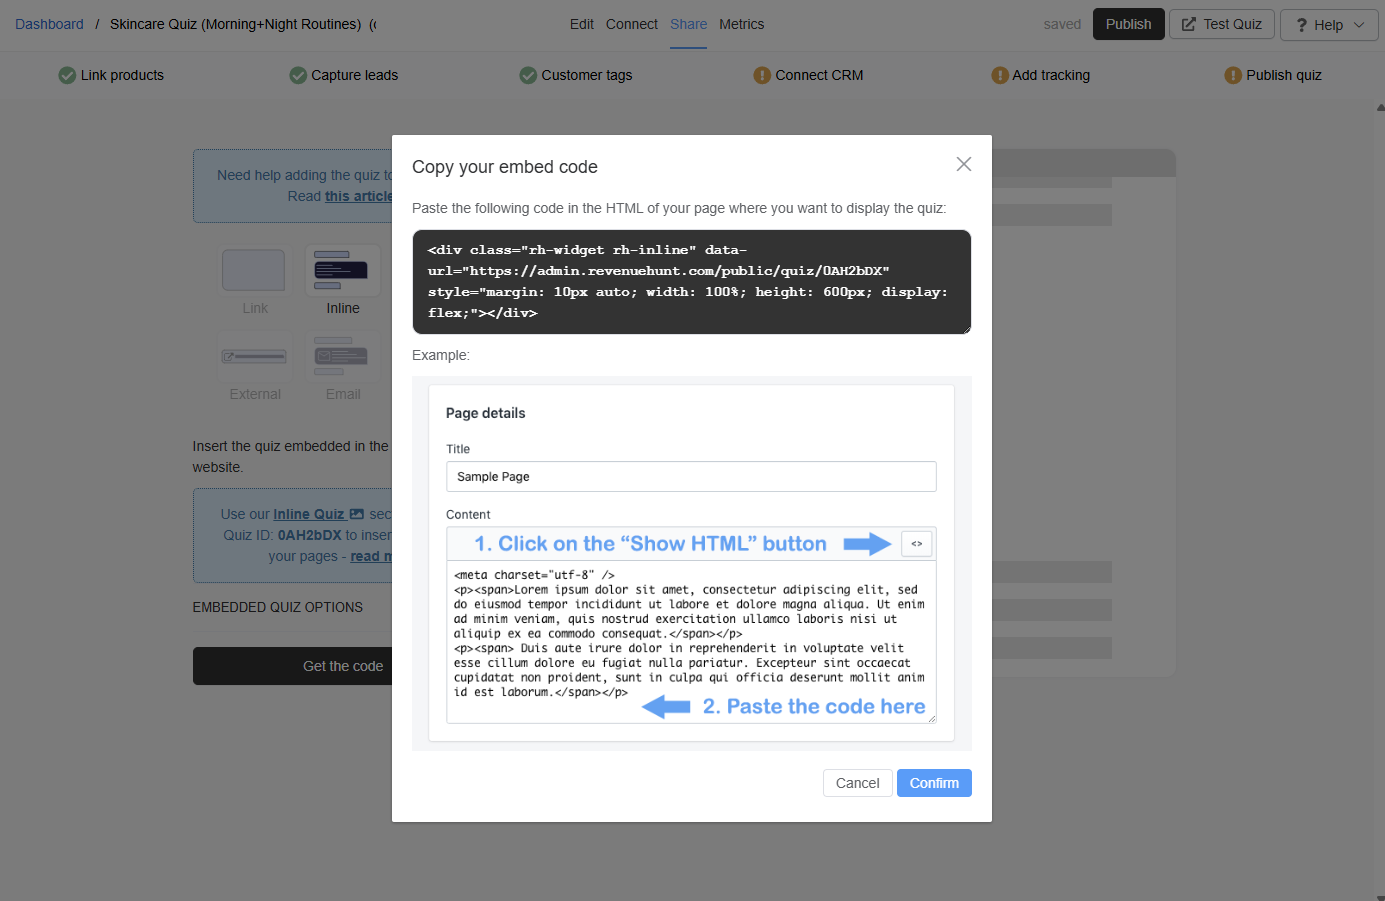 Dashboard / Skincare Quiz (Morning+Night Routines)
Edit Connect Share Metrics
saved Publish Test Quiz ? Help
Link products
Capture leads
Customer tags
Connect CRM
Add tracking
Publish quiz
Need help adding the quiz to
Read this article
Link
Inline
External
Email
Insert the quiz embedded in the
website.
Use our Inline Quiz
Quiz ID: 0AH2bDX to
your pages - read
EMBEDDED QUIZ OPTIONS
Get the code
Copy your embed code
Paste the following code in the HTML of your page where you want to display the quiz:
<div class="rh-widget rh-inline" data-
url="https://admin.revenuehunt.com/public/quiz/0AH2bDX"
style="margin: 10px auto; width: 100%; height: 600px; display:
flex;"></div>
Example:
Page details
Title
Sample Page
Content
1. Click on the “Show HTML” button
<>
<meta charset="utf-8" />
<p><span>Lorem ipsum dolor sit amet, consectetur adipiscing elit, sed
do eiusmod tempor incididunt ut labore et dolore magna aliqua. Ut enim
ad minim veniam, quis nostrud exercitation ullamco laboris nisi ut
aliquip ex ea commodo consequat.</span></p>
<p><span> Duis aute irure dolor in reprehenderit in voluptate velit
esse cillum dolore eu fugiat nulla pariatur. Excepteur sint occaecat
cupidatat non proident, sunt in culpa qui officia deserunt mollit anim
id est laborum.</span></p>
2. Paste the code here
Cancel
Confirm